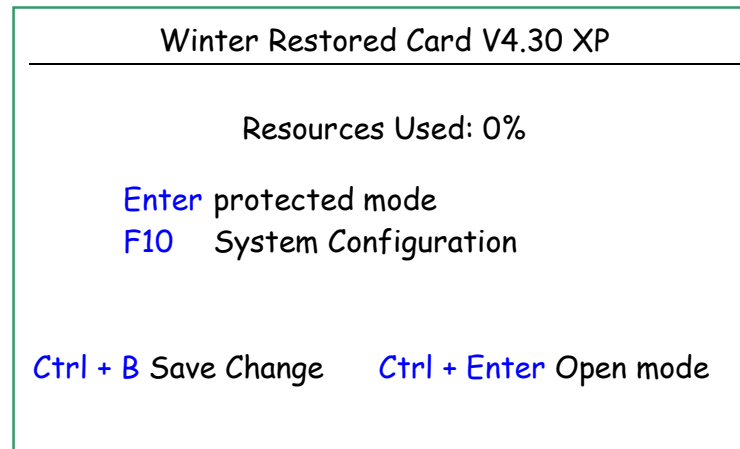 Winter Restored Card V4.30 XP
Resources Used: 0%
Enter protected mode
F10 System Configuration
Ctrl + B Save Change Ctrl + Enter Open mode